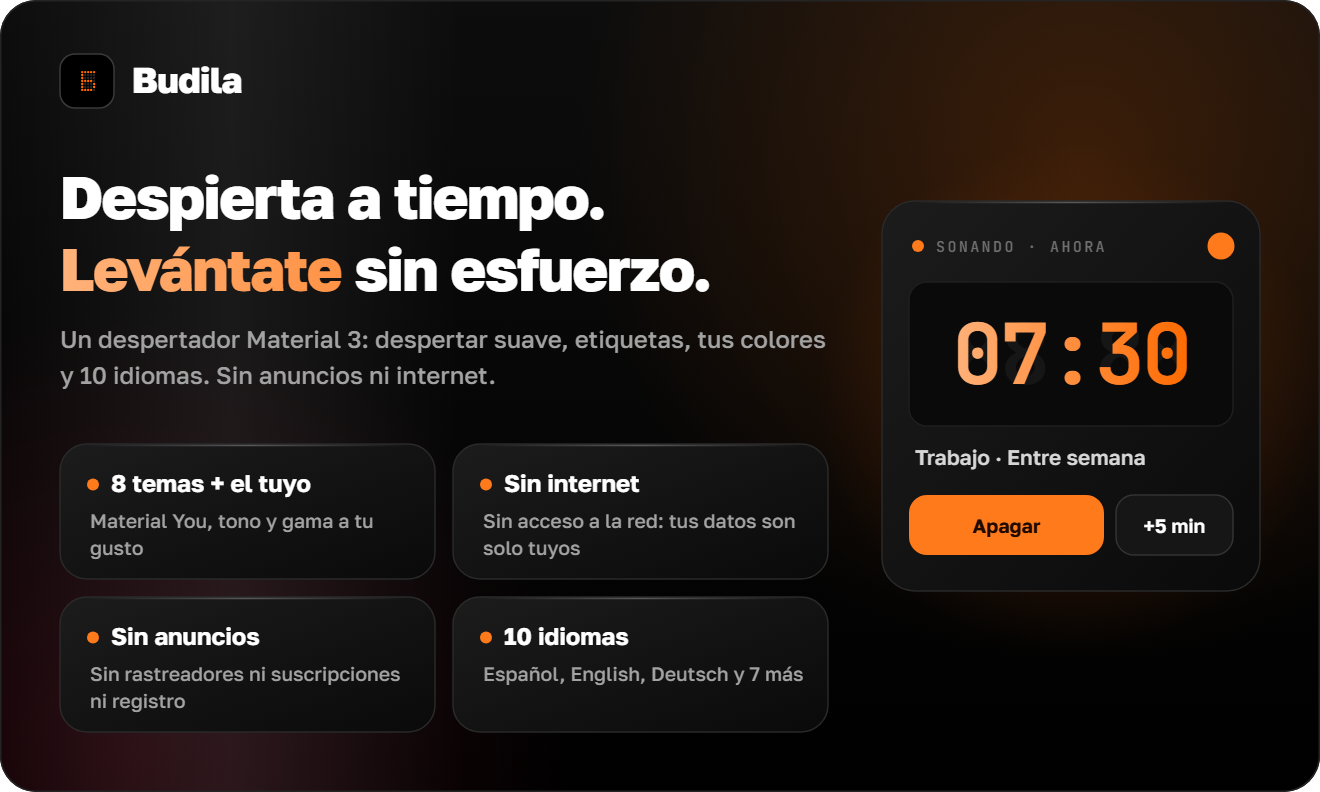 Budila
Despierta a tiempo.
Levántate sin esfuerzo.
Un despertador Material 3: despertar suave, etiquetas, tus colores
y 10 idiomas. Sin anuncios ni internet.
8 temas + el tuyo
Material You, tono y gama a tu
gusto
Sin internet
Sin acceso a la red: tus datos son
solo tuyos
Sin anuncios
Sin rastreadores ni suscripciones
ni registro
10 idiomas
Español, English, Deutsch y 7 más
SONANDO · AHORA
07:30
Trabajo · Entre semana
Apagar
+5 min